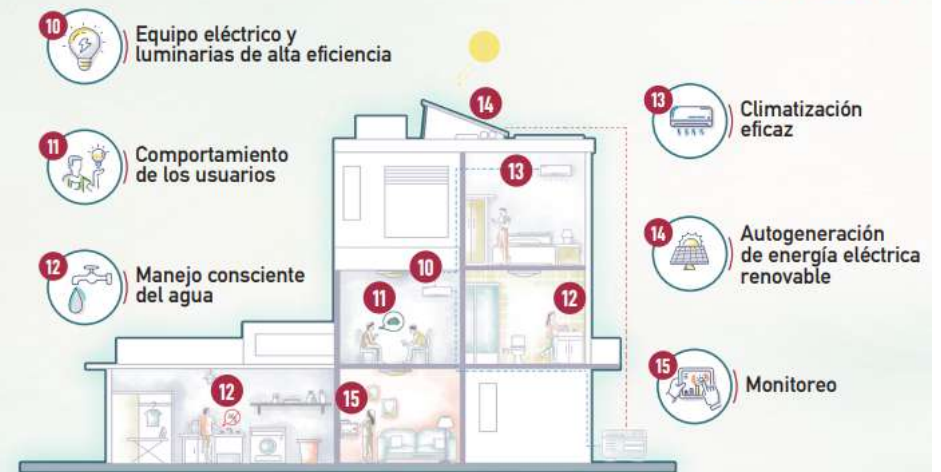 10
Equipo eléctrico y
luminarias de alta eficiencia
11
Comportamiento
de los usuarios
12
Manejo consciente
del agua
13
Climatización
eficaz
14
Autogeneración
de energía eléctrica
renovable
15
Monitoreo
14
13
10
11
12
12
15